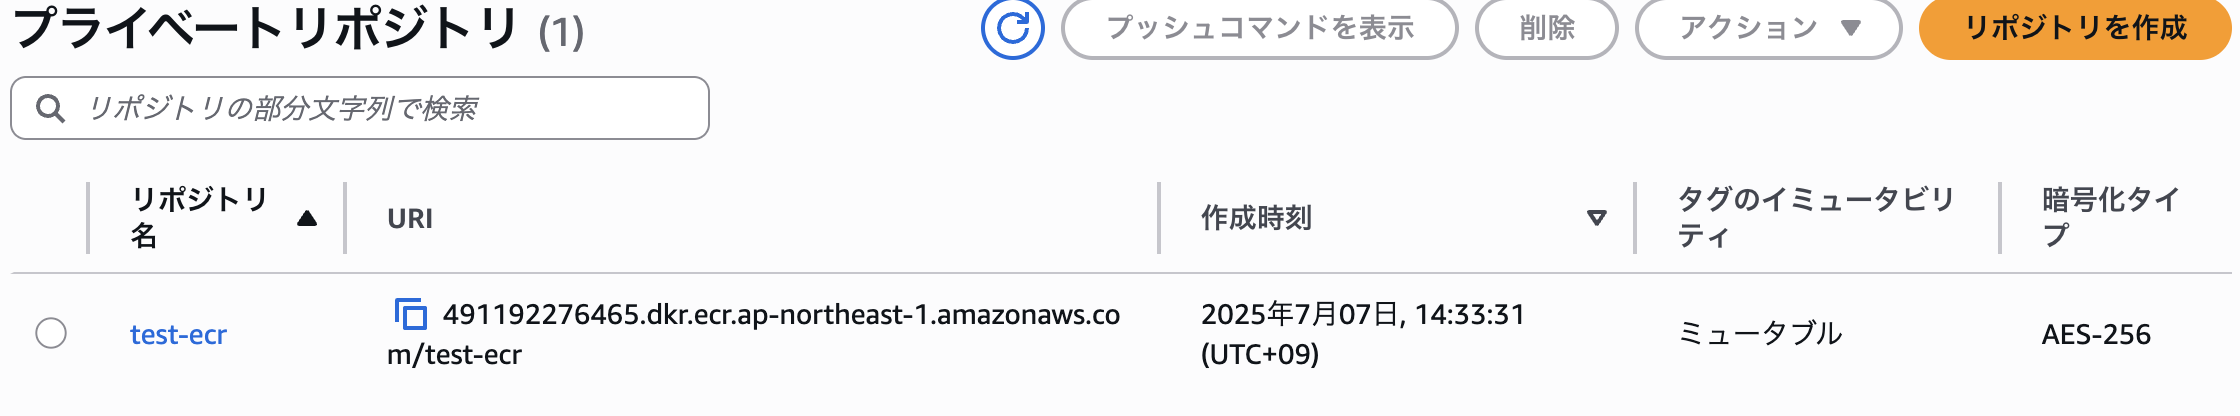 プライベートリポジトリ (1)
プッシュコマンドを表示
削除
アクション
リポジトリを作成
リポジトリの部分文字列で検索
リポジトリ
名
URI
作成時刻
タグのイミュータビリ
ティ
暗号化タイ
プ
test-ecr
491192276465.dkr.ecr.ap-northeast-1.amazonaws.co
m/test-ecr
2025年7月07日, 14:33:31
(UTC+09)
ミュータブル
AES-256